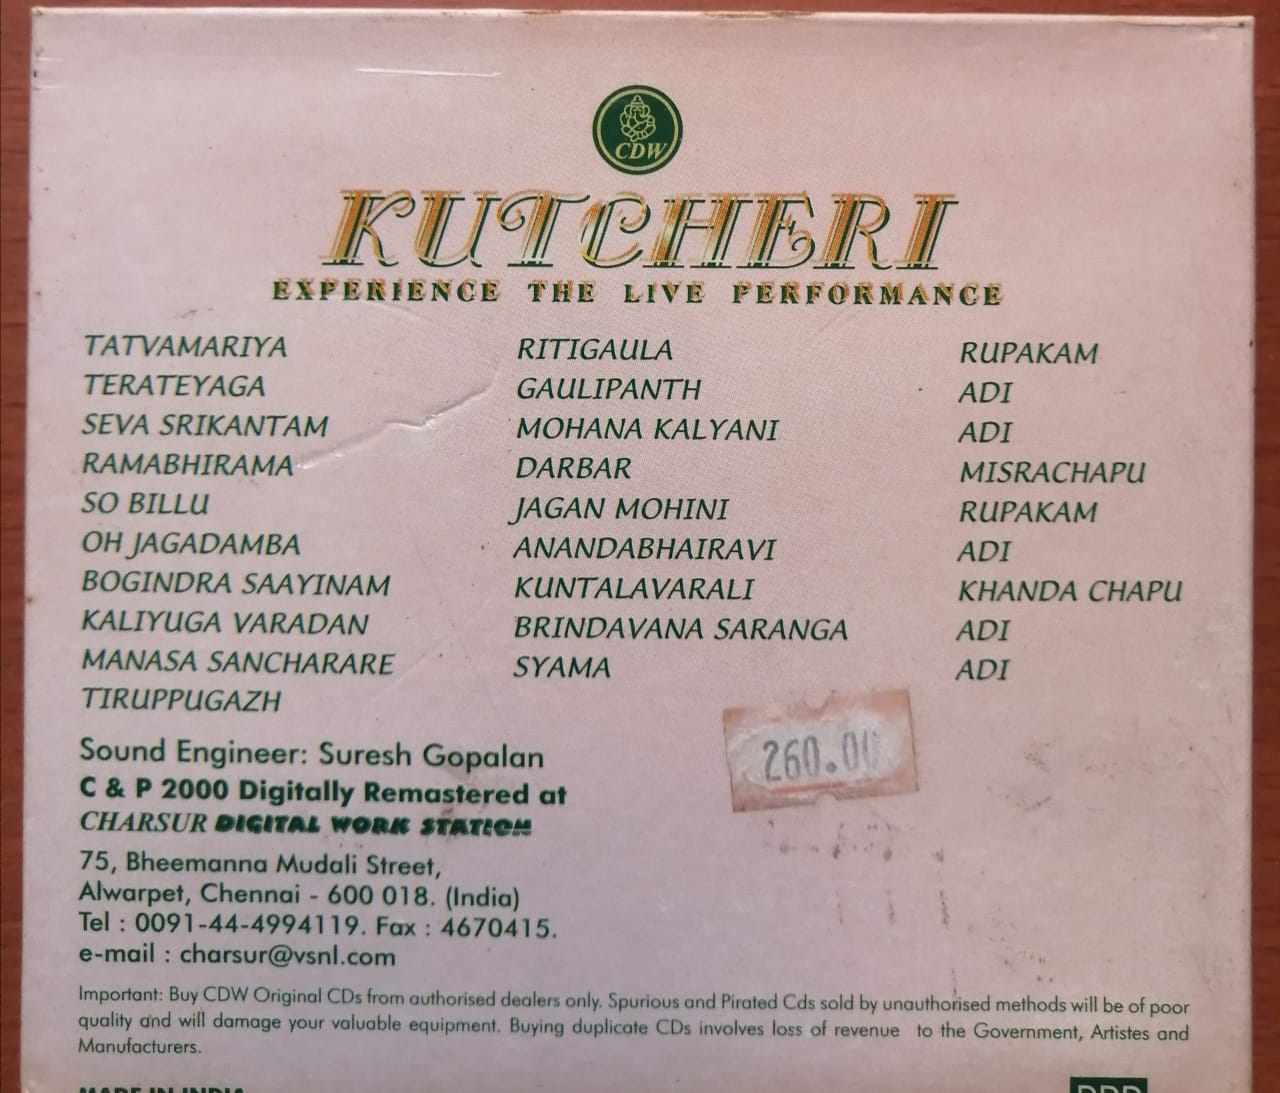 CDW
KUTCHERI
EXPERIENCE THE LIVE PERFORMANCE
TATVAMARIYA RITIGAULA RUPAKAM
TERATEYAGA GAULIPANTH ADI
SEVA SRIKANTAM MOHANA KALYANI ADI
RAMABHIRAMA DARBAR MISRACHAPU
SO BILLU JAGAN MOHINI RUPAKAM
OH JAGADAMBA ANANDABHAIRAVI ADI
BOGINDRA SAAYINAM KUNTALAVARALI KHANDA CHAPU
KALIYUGA VARADAN BRINDAVANA SARANGA ADI
MANASA SANCHARARE SYAMA ADI
TIRUPPUGAZH
260.00
Sound Engineer: Suresh Gopalan
C & P 2000 Digitally Remastered at
CHARSUR DIGITAL WORK STATION
75, Bheemanna Mudali Street,
Alwarpet, Chennai - 600 018. (India)
Tel : 0091-44-4994119. Fax : 4670415.
e-mail : charsur@vsnl.com
Important: Buy CDW Original CDs from authorised dealers only. Spurious and Pirated Cds sold by unauthorised methods will be of poor
quality and will damage your valuable equipment. Buying duplicate CDs involves loss of revenue to the Government, Artistes and
Manufacturers.
MADE IN INDIA